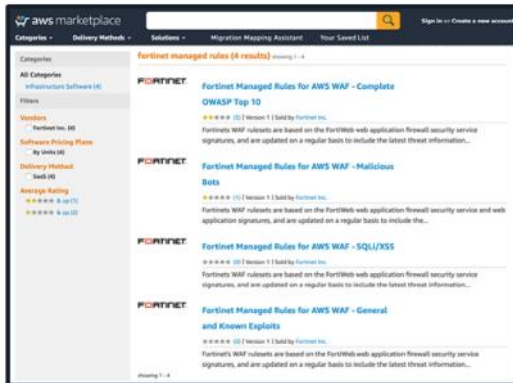 aws marketplace
Sign in or Create a new account
Categories
Delivery Methods
Solutions
Migration Mapping Assistant
Your Saved List
Categories
All Categories
Infrastructure Software (4)
Filters
Vendors
Fortinet Inc. (4)
Software Pricing Plans
By Units (4)
Delivery Method
SaaS (4)
Average Rating
& up (1)
& up (2)
fortinet managed rules (4 results) showing 1 - 4
FORTINET
Fortinet Managed Rules for AWS WAF - Complete
OWASP Top 10
| Version 1 | Sold by Fortinet Inc.
Fortinets WAF rulesets are based on the FortiWeb web application firewall security service
signatures, and are updated on a regular basis to include the latest threat information...
FORTINET
Fortinet Managed Rules for AWS WAF - Malicious
Bots
(1) | Version 1 | Sold by Fortinet Inc.
Fortinets WAF rulesets are based on the FortiWeb web application firewall security service and web
application signatures, and are updated on a regular basis to include the...
FORTINET
Fortinet Managed Rules for AWS WAF - SQLi/XSS
(0) | Version 1 | Sold by Fortinet Inc.
Fortinets WAF rulesets are based on the FortiWeb web application firewall security service
signatures, and are updated on a regular basis to include the latest threat information...
FORTINET
Fortinet Managed Rules for AWS WAF - General
and Known Exploits
(0) | Version 1 | Sold by Fortinet Inc.
Fortinet's WAF rulesets are based on the FortiWeb web application firewall security service
signatures, and are updated on a regular basis to include the latest threat information...
showing 1 - 4